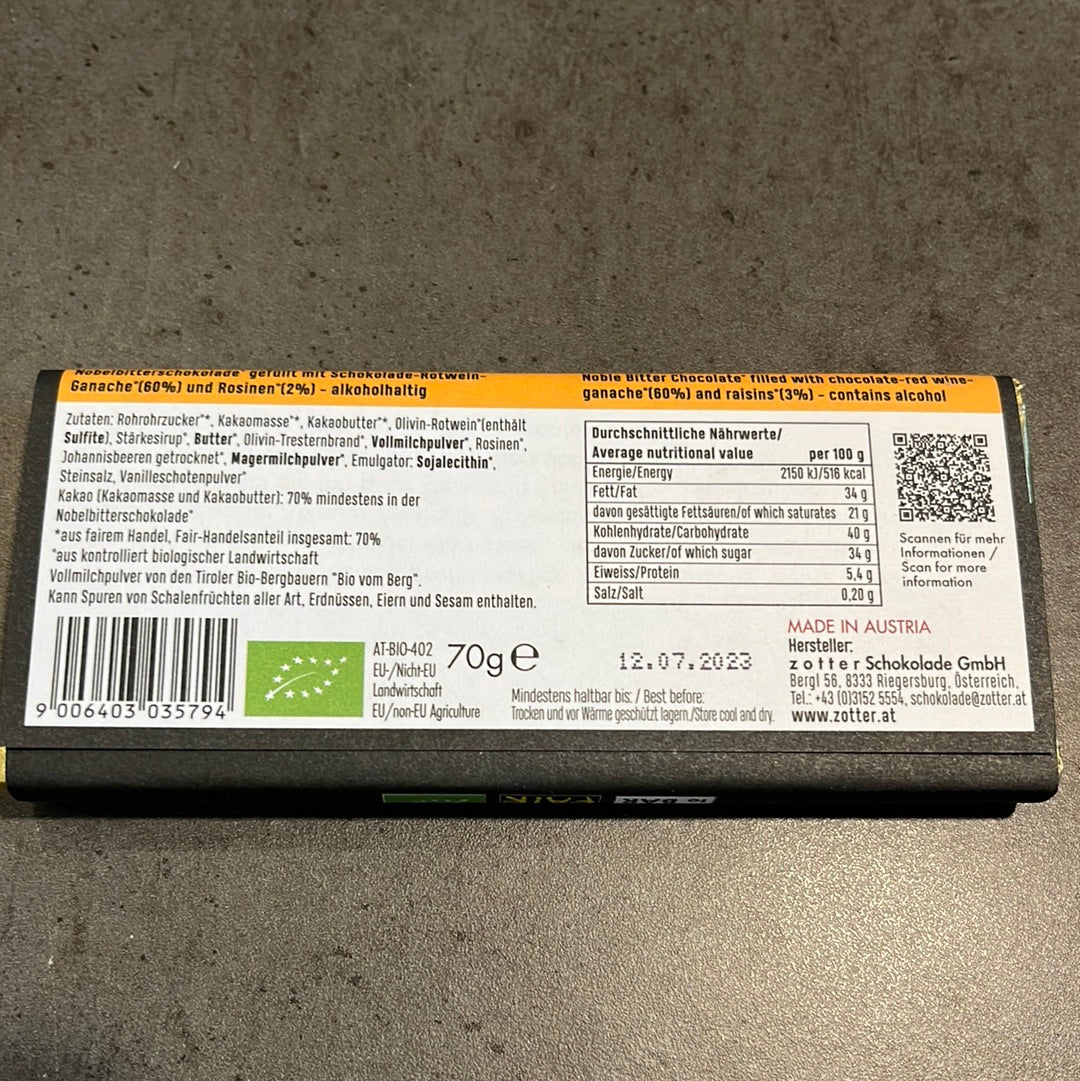 Nobelbitterschokolade° gefüllt mit Schokolade-Rotwein-
Ganache°(60%) und Rosinen°(2%) - alkoholhaltig
Noble Bitter Chocolate° filled with chocolate-red wine-
ganache°(60%) and raisins°(3%) - contains alcohol
Zutaten: Rohrohrzucker°*, Kakaomasse°*, Kakaobutter°*, Olivin-Rotwein°(enthält
Sulfite), Stärkesirup°, Butter°, Olivin-Tresternbrand°, Vollmilchpulver°, Rosinen°,
Johannisbeeren getrocknet°, Magermilchpulver°, Emulgator: Sojalecithin°,
Steinsalz, Vanilleschotenpulver°
Kakao (Kakaomasse und Kakaobutter): 70% mindestens in der
Nobelbitterschokolade°
*aus fairem Handel, Fair-Handelsanteil insgesamt: 70%
°aus kontrolliert biologischer Landwirtschaft
Vollmilchpulver von den Tiroler Bio-Bergbauern "Bio vom Berg".
Kann Spuren von Schalenfrüchten aller Art, Erdnüssen, Eiern und Sesam enthalten.
Durchschnittliche Nährwerte/
Average nutritional value per 100 g
Energie/Energy 2150 kJ/516 kcal
Fett/Fat 34 g
davon gesättigte Fettsäuren/of which saturates 21 g
Kohlenhydrate/Carbohydrate 40 g
davon Zucker/of which sugar 34 g
Eiweiss/Protein 5,4 g
Salz/Salt 0,20 g
Scannen für mehr
Informationen /
Scan for more
information
9 006403 035794
AT-BIO-402
EU-/Nicht-EU
Landwirtschaft
EU/non-EU Agriculture
70g e
12.07.2023
Mindestens haltbar bis: / Best before:
Trocken und vor Wärme geschützt lagern./Store cool and dry.
MADE IN AUSTRIA
Hersteller:
zotter Schokolade GmbH
Bergl 56, 8333 Riegersburg, Österreich,
Tel.: +43 (0)3152 5554, schokolade@zotter.at
www.zotter.at